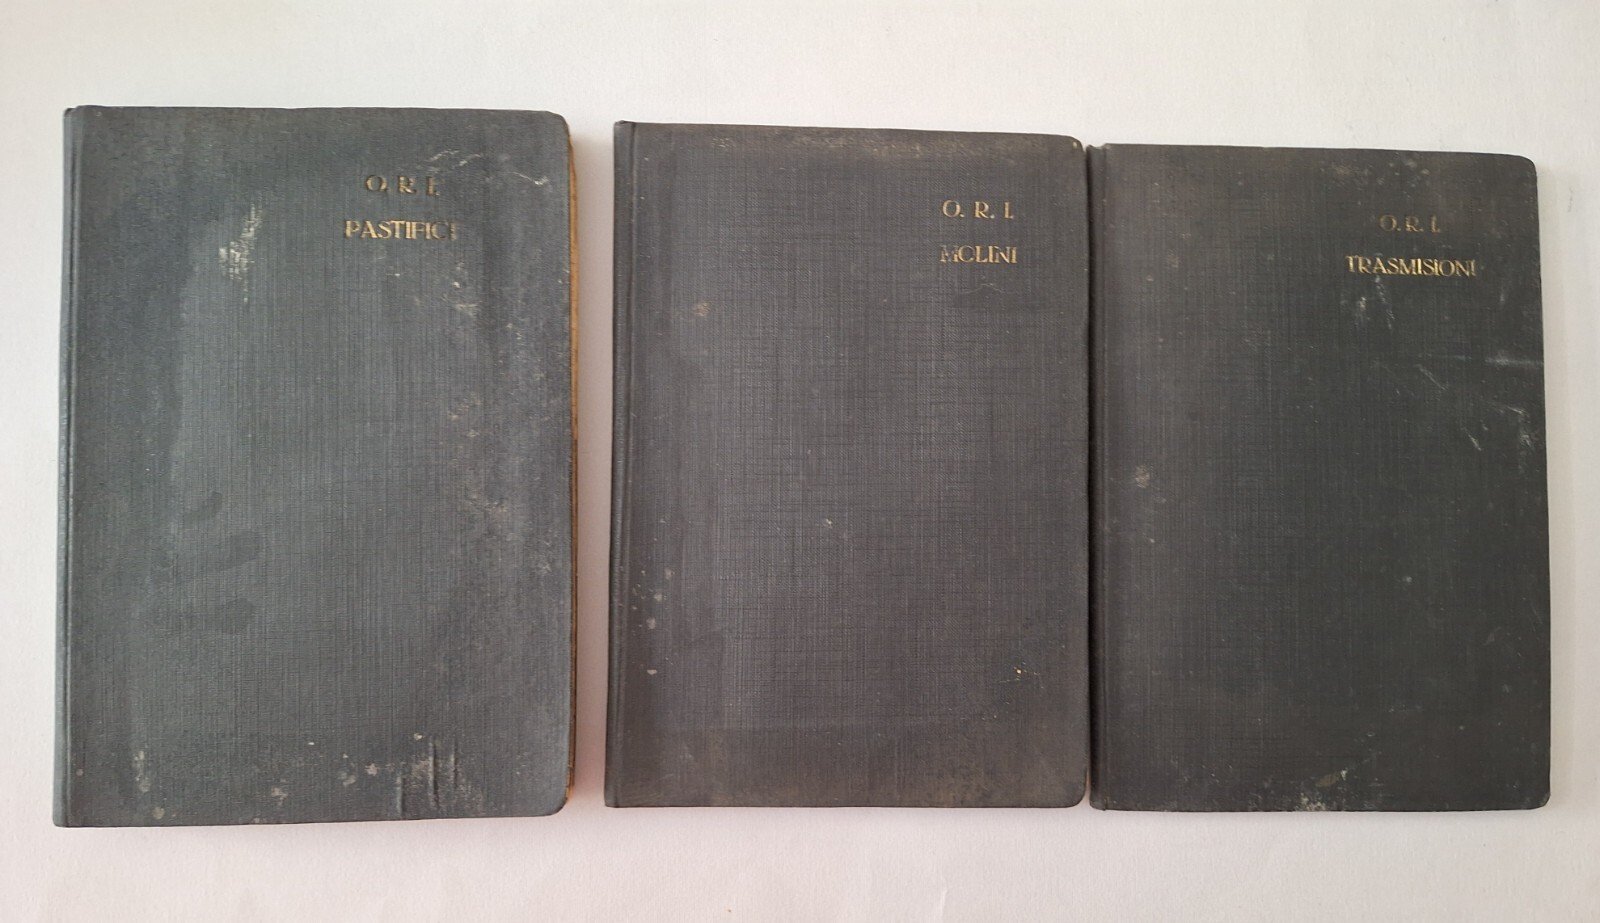 O. R. I.
PASTIFICI
O. R. I.
MOLINI
O. R. I.
TRASMISIONI